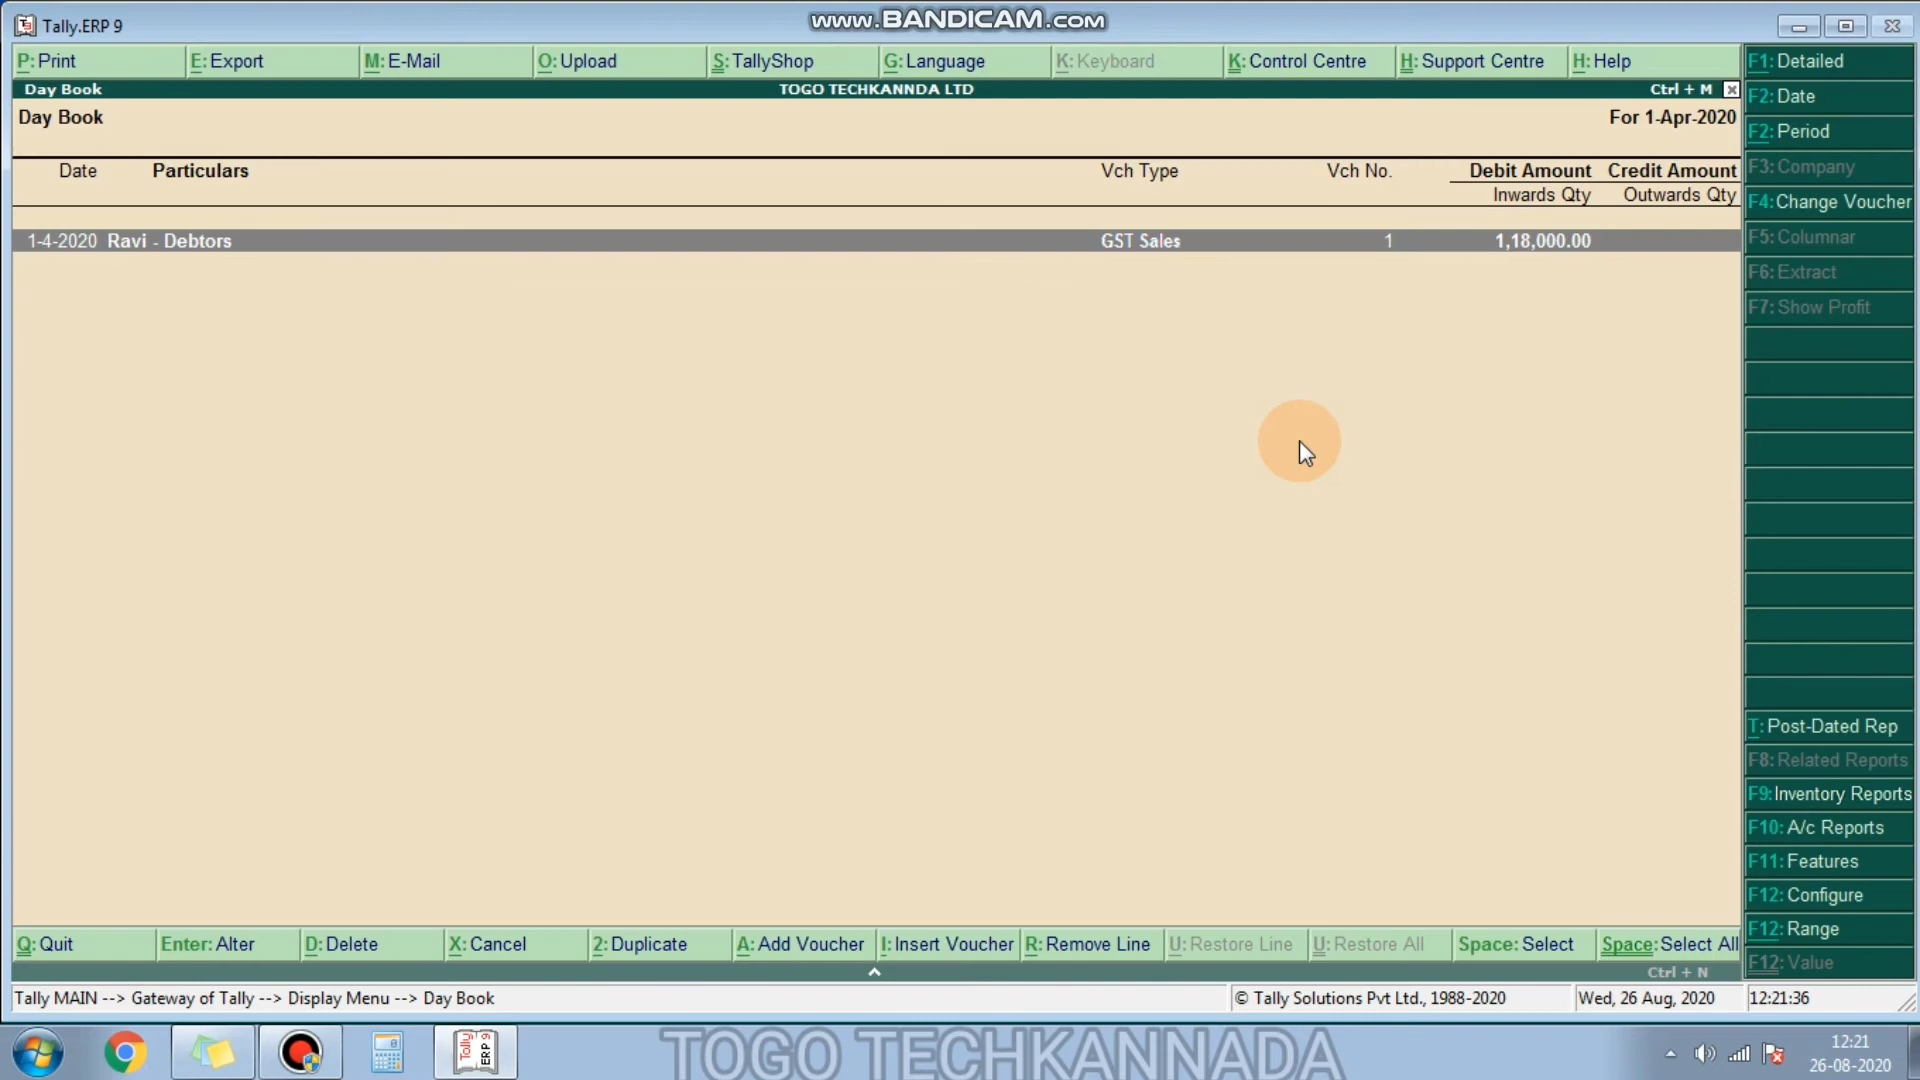 Tally.ERP 9
www.BANDICAM.com
P: Print E: Export M: E-Mail O: Upload S: TallyShop G: Language K: Keyboard K: Control Centre H: Support Centre H: Help
Day Book TOGO TECHKANNDA LTD Ctrl + M
Day Book For 1-Apr-2020
Date Particulars Vch Type Vch No. Debit Amount Credit Amount
Inwards Qty Outwards Qty
1-4-2020 Ravi - Debtors GST Sales 1 1,18,000.00
F1: Detailed
F2: Date
F2: Period
F3: Company
F4: Change Voucher
F5: Columnar
F6: Extract
F7: Show Profit
T: Post-Dated Rep
F8: Related Reports
F9: Inventory Reports
F10: A/c Reports
F11: Features
F12: Configure
F12: Range
F12: Value
Q: Quit Enter: Alter D: Delete X: Cancel 2: Duplicate A: Add Voucher I: Insert Voucher R: Remove Line U: Restore Line U: Restore All Space: Select Space: Select All
Ctrl + N
Tally MAIN --> Gateway of Tally --> Display Menu --> Day Book © Tally Solutions Pvt Ltd., 1988-2020 Wed, 26 Aug, 2020 12:21:36
Tally ERP 9
TOGO TECHKANNADA
12:21
26-08-2020